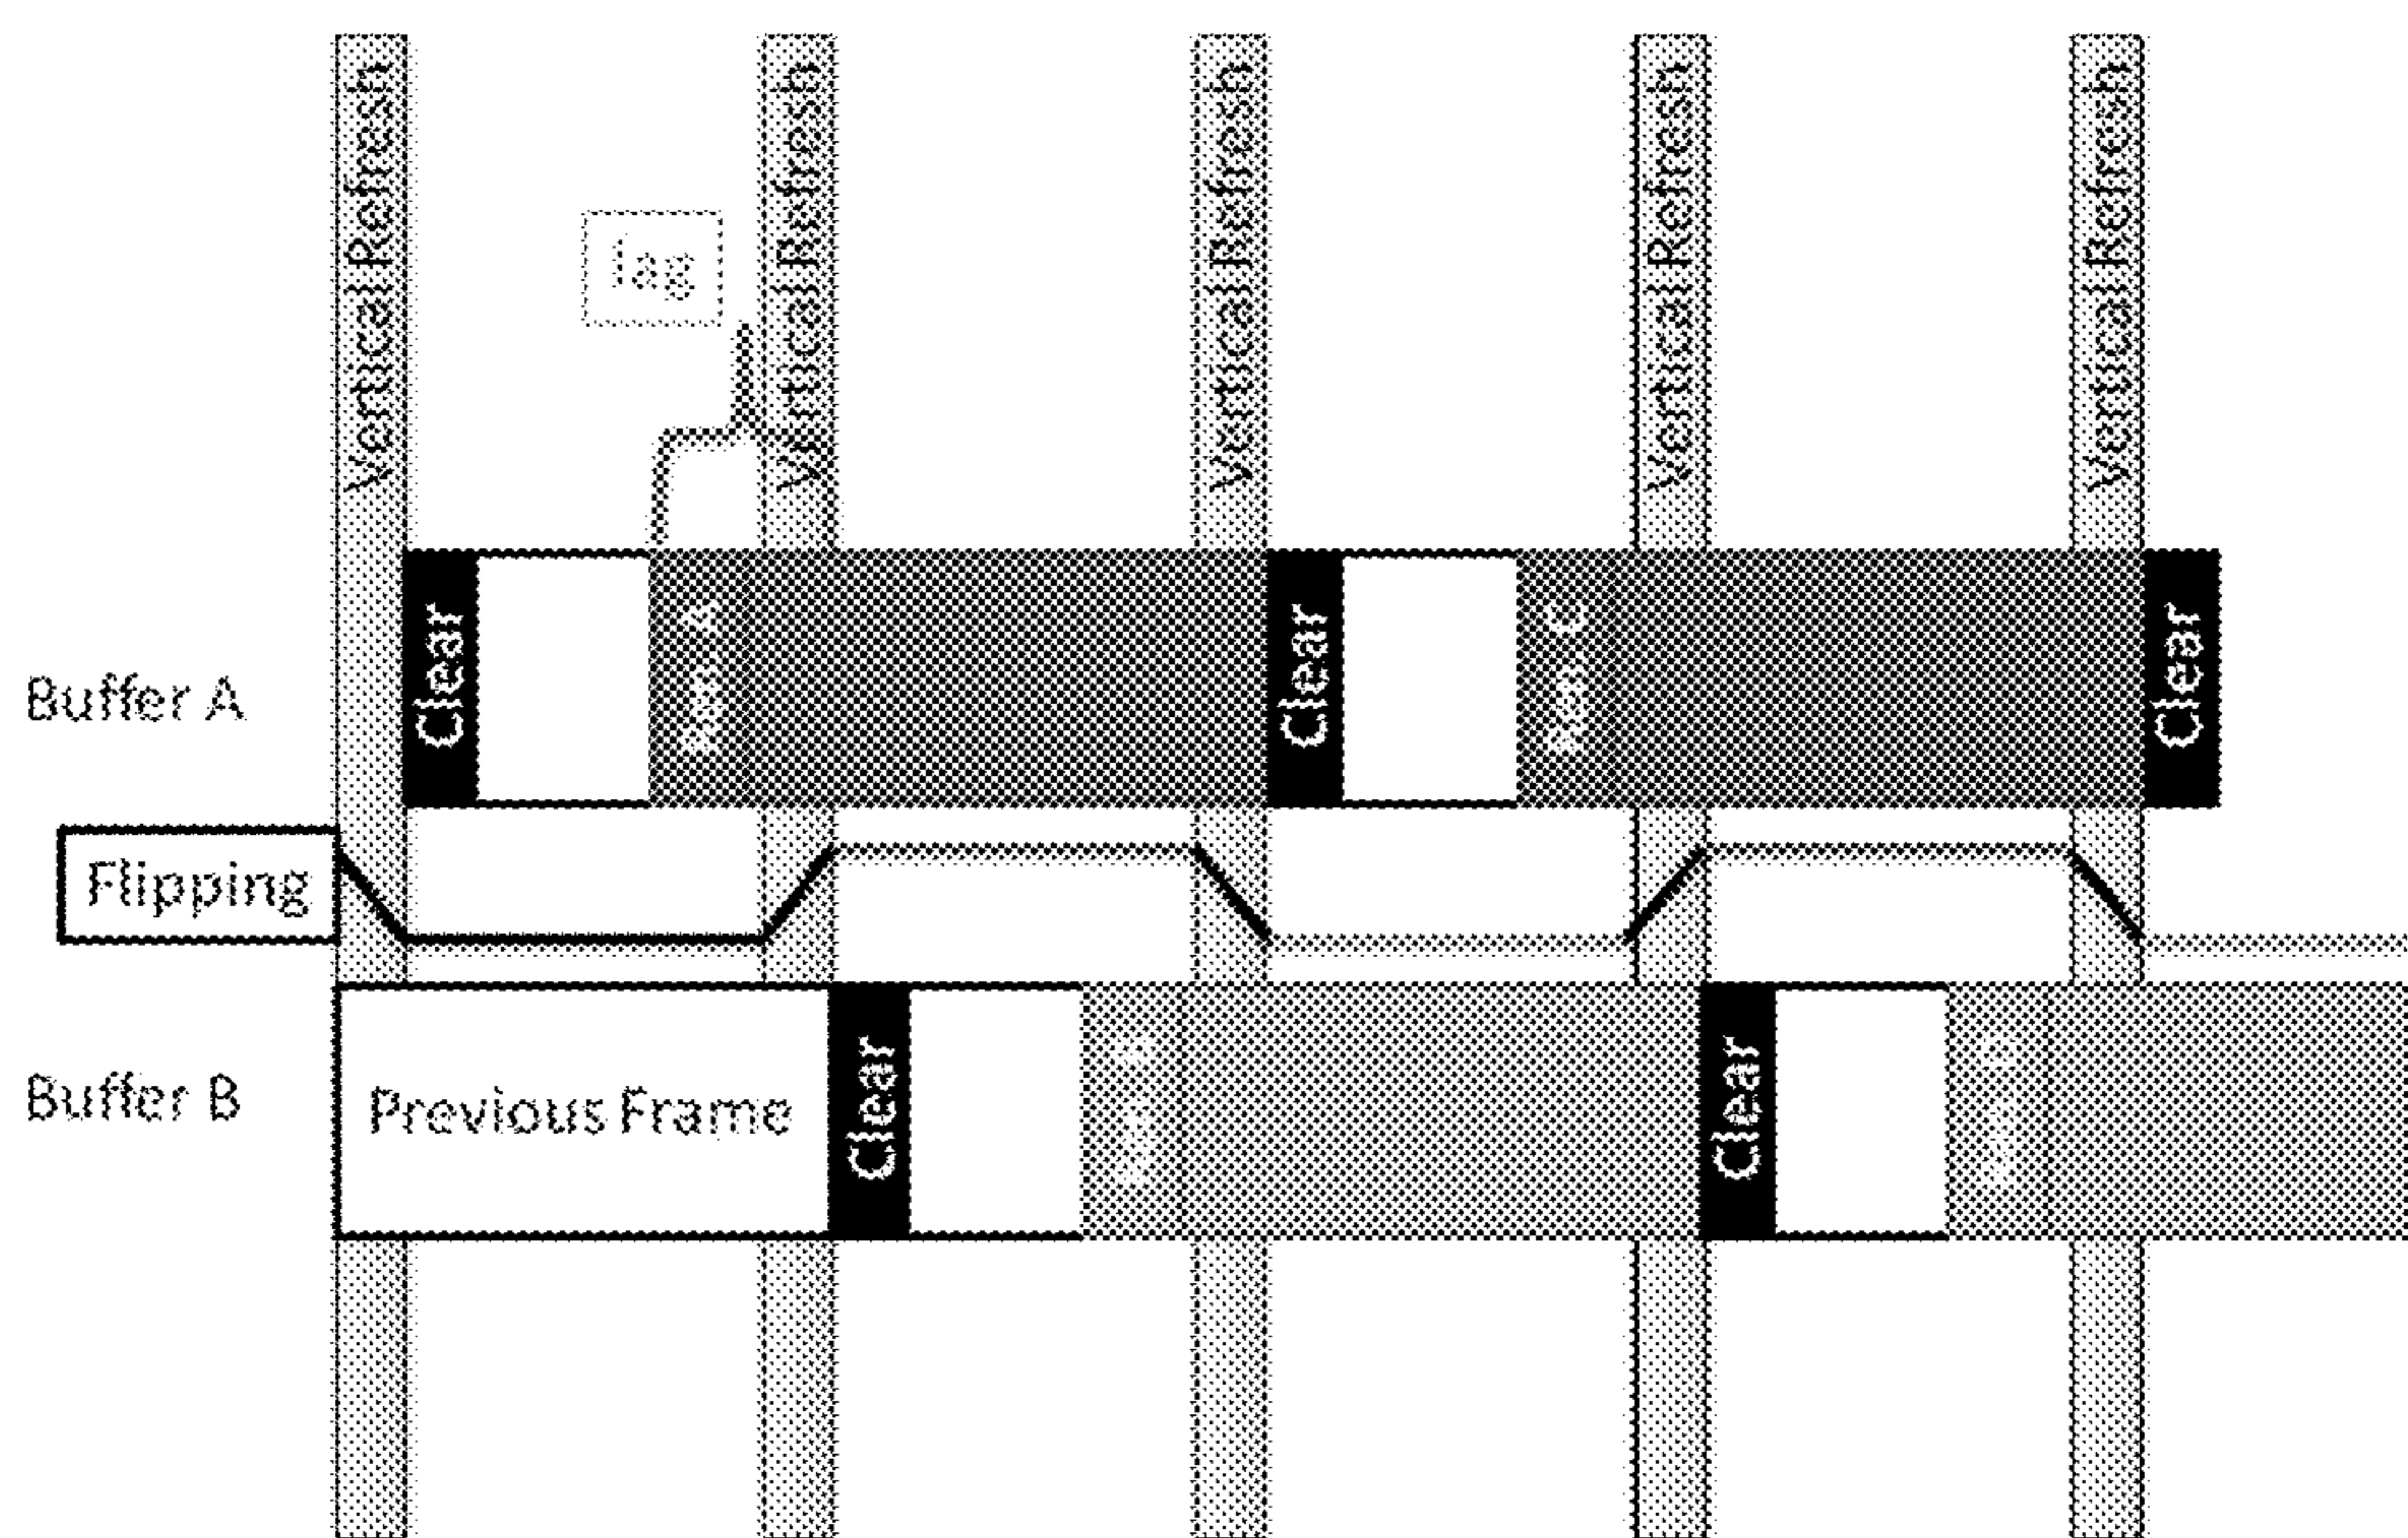 Vertical Refresh
Vertical Refresh
Vertical Refresh
Vertical Refresh
Vertical Refresh
lag
Buffer A
Clear
A
Clear
C
Clear
Flipping
Buffer B
Previous Frame
Clear
Clear